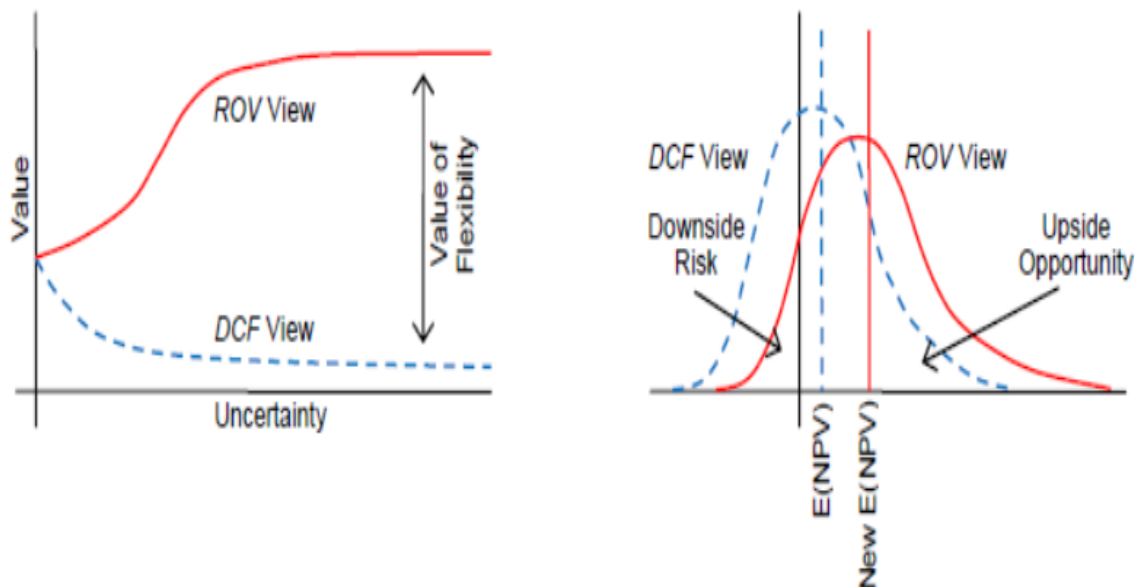 Value
ROV View
DCF View
Value of
Flexibility
Uncertainty
DCF View
ROV View
Downside
Risk
Upside
Opportunity
E(NPV)
New E(NPV)